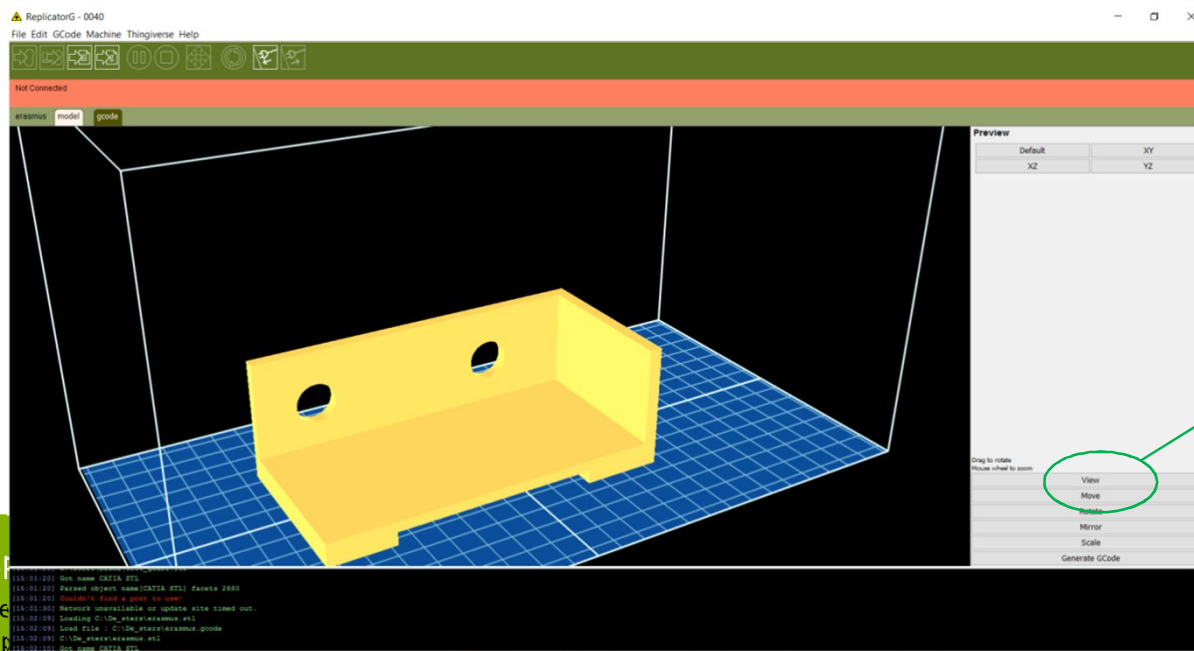 ReplicatorG - 0040
File Edit GCode Machine Thingiverse Help
Not Connected
erasmus model gcode
Preview
Default XY
XZ YZ
Drag to rotate
Mouse wheel to zoom
View
Move
Rotate
Mirror
Scale
Generate GCode
[15:01:20] Got name CATIA STL
[15:01:20] Parsed object name[CATIA STL] facets 2880
[15:01:20] Couldn't find a port to use!
[15:01:30] Network unavailable or update site timed out.
[15:02:09] Loading C:\De_sters\erasmus.stl
[15:02:09] Load file : C:\De_sters\erasmus.gcode
[15:02:09] C:\De_sters\erasmus.stl
[15:02:10] Got name CATIA STL